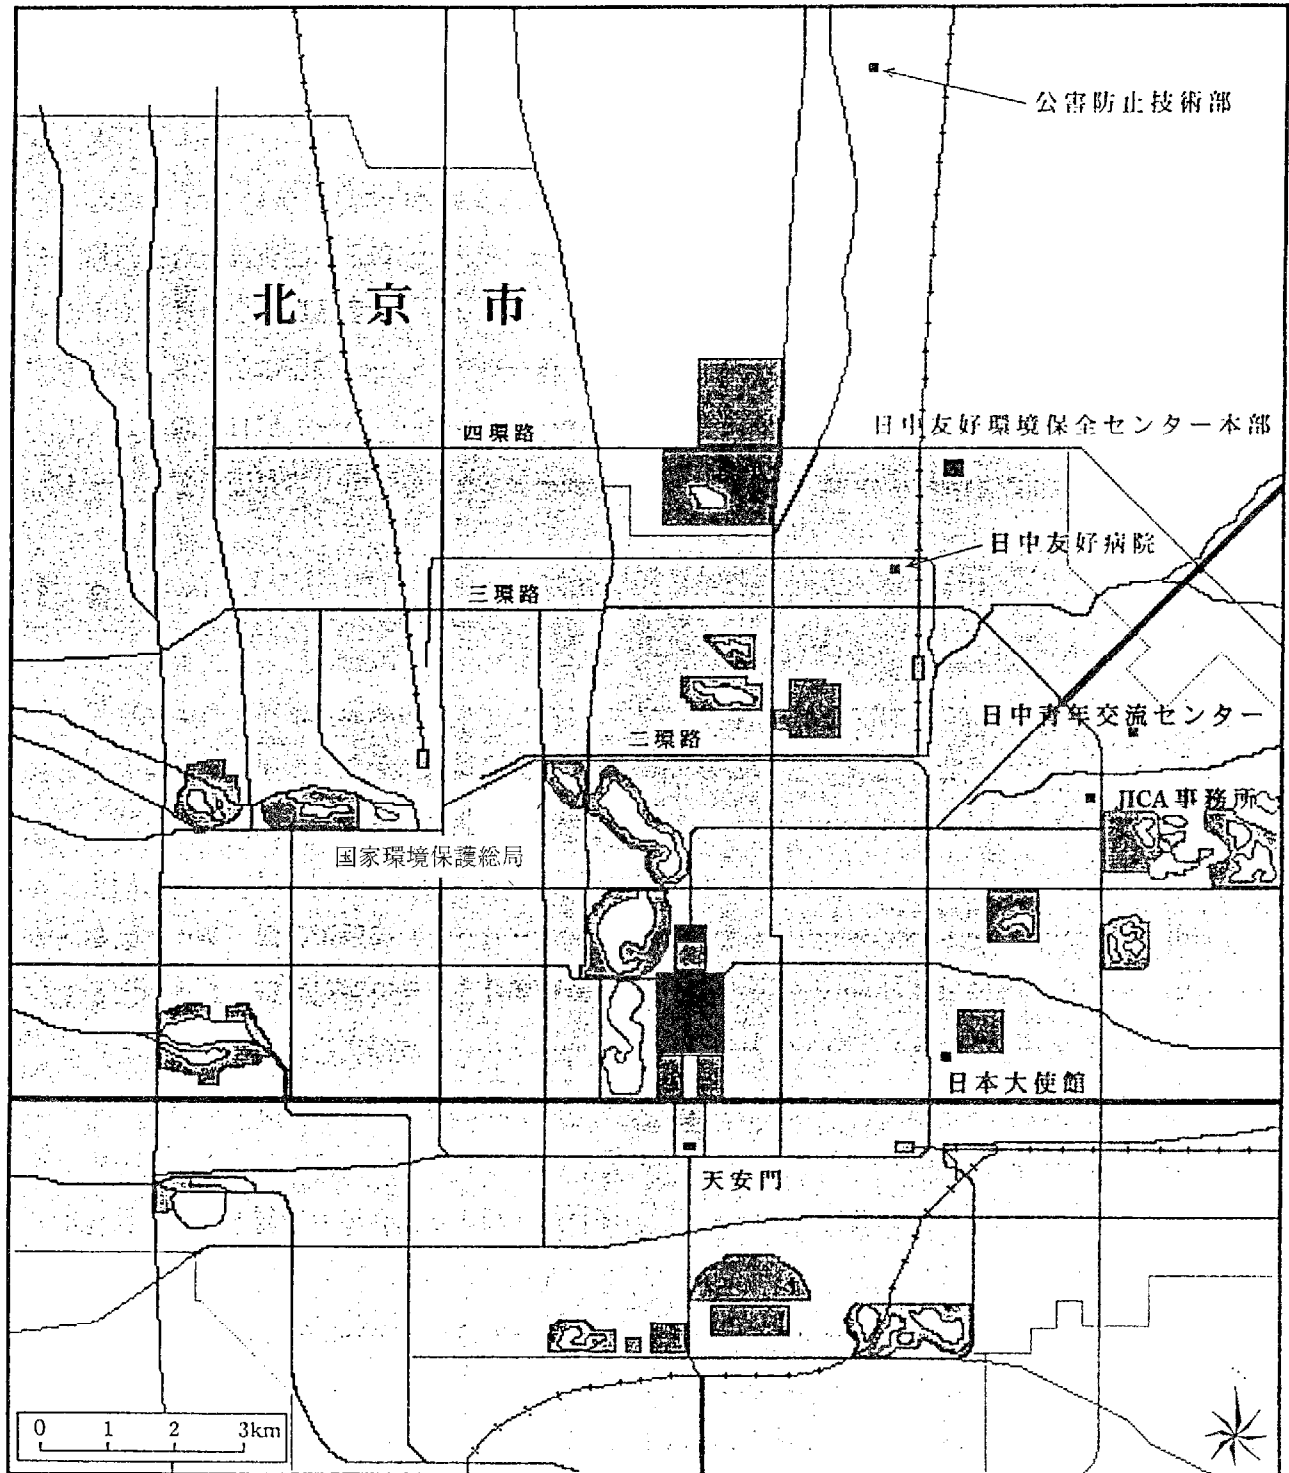 公害防止技術部
北京市
四環路
日中友好環境保全センター本部
日中友好病院
三環路
日中青年交流センター
二環路
JICA事務所
国家環境保護総局
日本大使館
天安門
0 1 2 3km